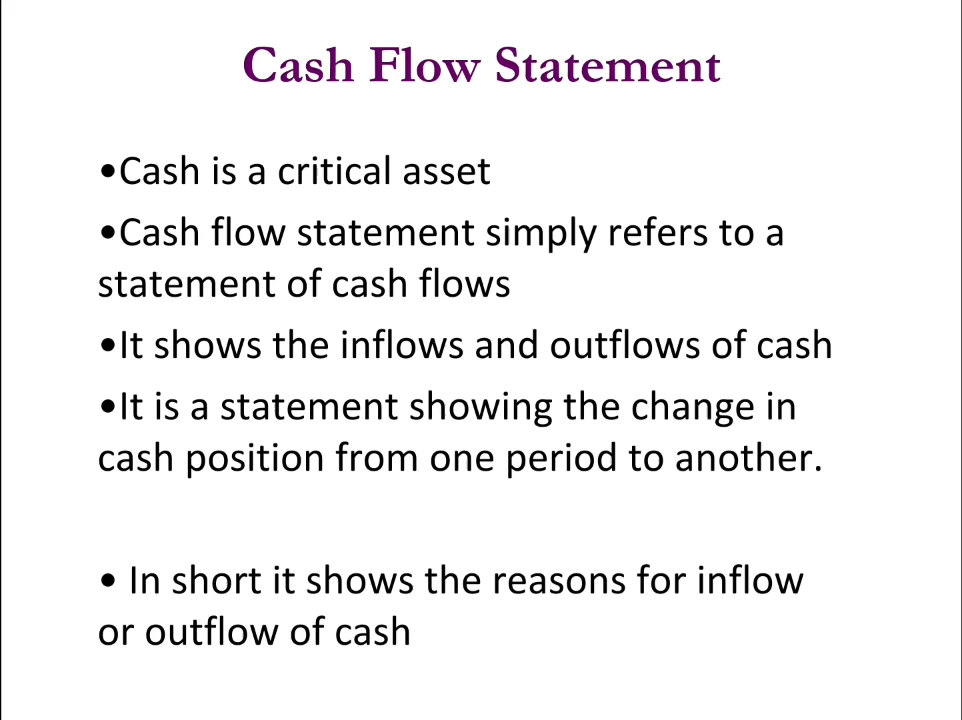 Cash Flow Statement
•Cash is a critical asset
•Cash flow statement simply refers to a
statement of cash flows
•It shows the inflows and outflows of cash
•It is a statement showing the change in
cash position from one period to another.
• In short it shows the reasons for inflow
or outflow of cash